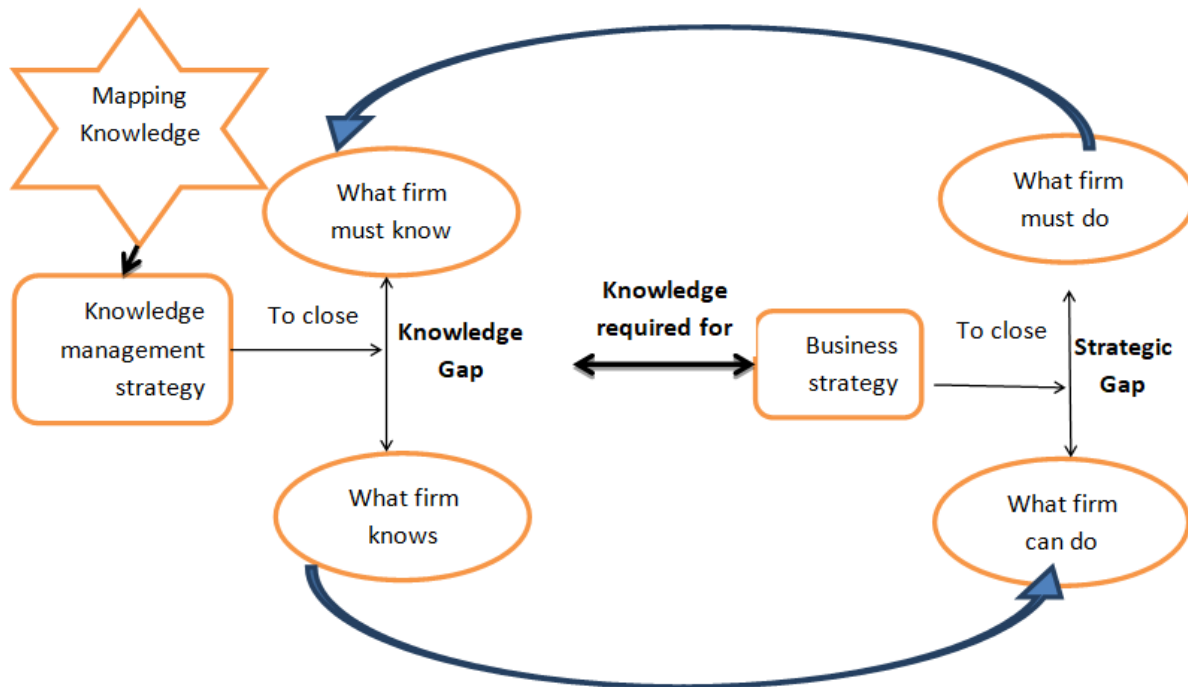 Mapping
Knowledge
What firm
must know
What firm
must do
Knowledge
management
strategy
To close
Knowledge
Gap
Knowledge
required for
Business
strategy
To close
Strategic
Gap
What firm
knows
What firm
can do